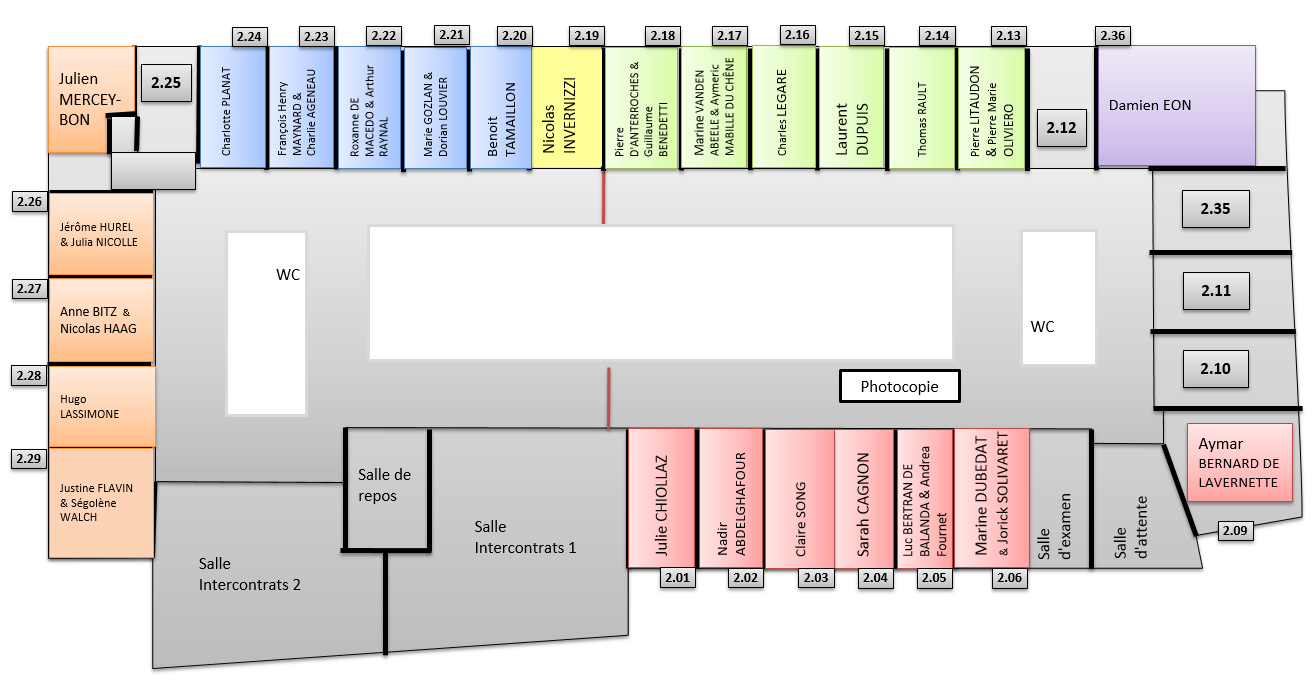 2.24
2.23
2.22
2.21
2.20
2.19
2.18
2.17
2.16
2.15
2.14
2.13
2.36
Julien
MERCEY-
BON
2.25
Charlotte PLANAT
François Henry
MAYNARD &
Charlie AGENEAU
Roxanne DE
MACEDO & Arthur
RAYNAL
Marie GOZLAN &
Dorian LOUVIER
Benoit
TAMAILLON
Nicolas
INVERNIZZI
Pierre
D'ANTERROCHES &
Guillaume
BENEDETTI
Marine VANDEN
ABEELE & Aymeric
MABILLE DU CHÊNE
Charles LEGARE
Laurent
DUPUIS
Thomas RAULT
Pierre LITAUDON
& Pierre Marie
OLIVIERO
2.12
Damien EON
2.26
Jérôme HUREL
& Julia NICOLLE
2.35
WC
2.27
Anne BITZ &
Nicolas HAAG
2.11
WC
2.28
Hugo
LASSIMONE
2.10
Photocopie
2.29
Justine FLAVIN
& Ségolène
WALCH
Salle de
repos
Salle
Intercontrats 1
Salle
Intercontrats 2
Julie CHIOLLAZ
Nadir
ABDELGHAFOUR
Claire SONG
Sarah CAGNON
Luc BERTRAN DE
BALANDA & Andrea
Fournet
Marine DUBEDAT
& Jorick SOLIVARET
Salle
d'examen
Salle
d'attente
Aymar
BERNARD DE
LAVERNETTE
2.09
2.01
2.02
2.03
2.04
2.05
2.06